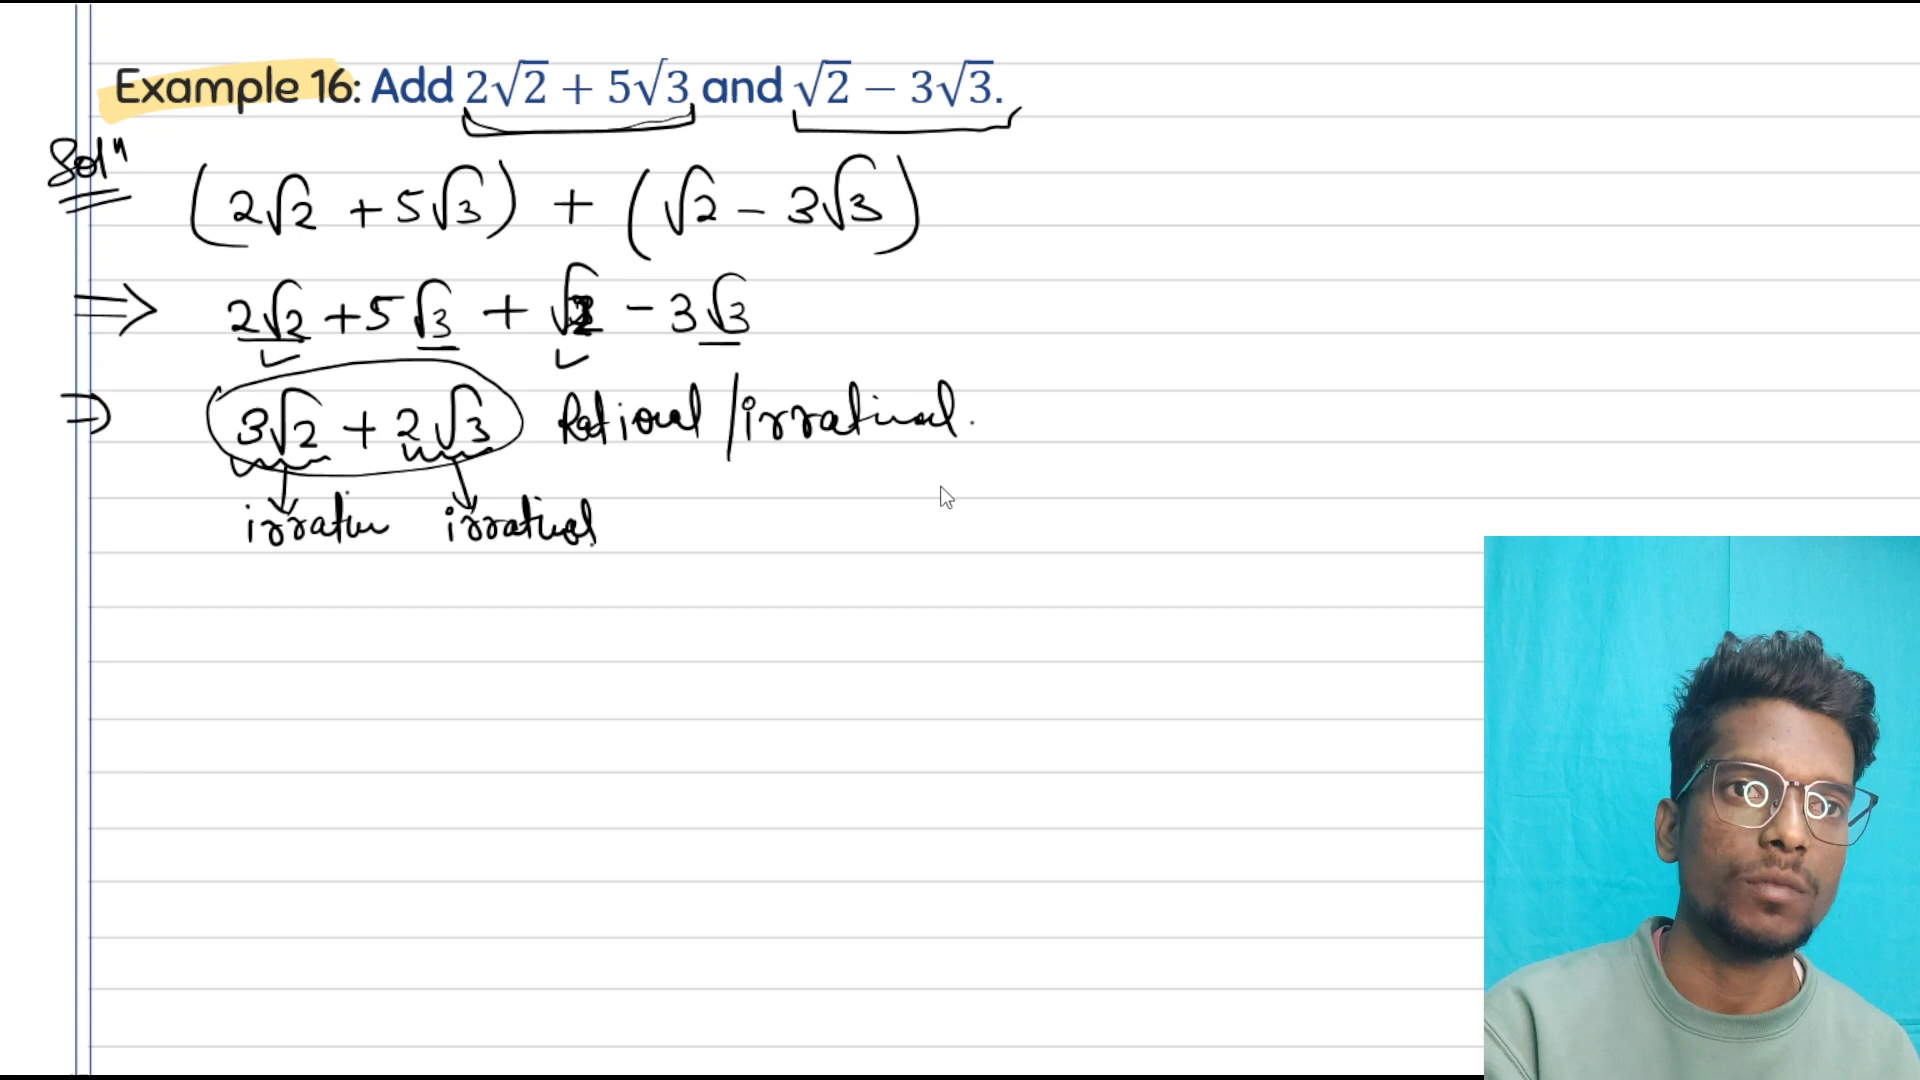 Example 16: Add 2√2 + 5√3 and √2 − 3√3.
Solⁿ
(2√2 + 5√3) + (√2 − 3√3)
⇒ 2√2 + 5√3 + √2 − 3√3
⇒ 3√2 + 2√3 Rational / irrational.
irration irrational